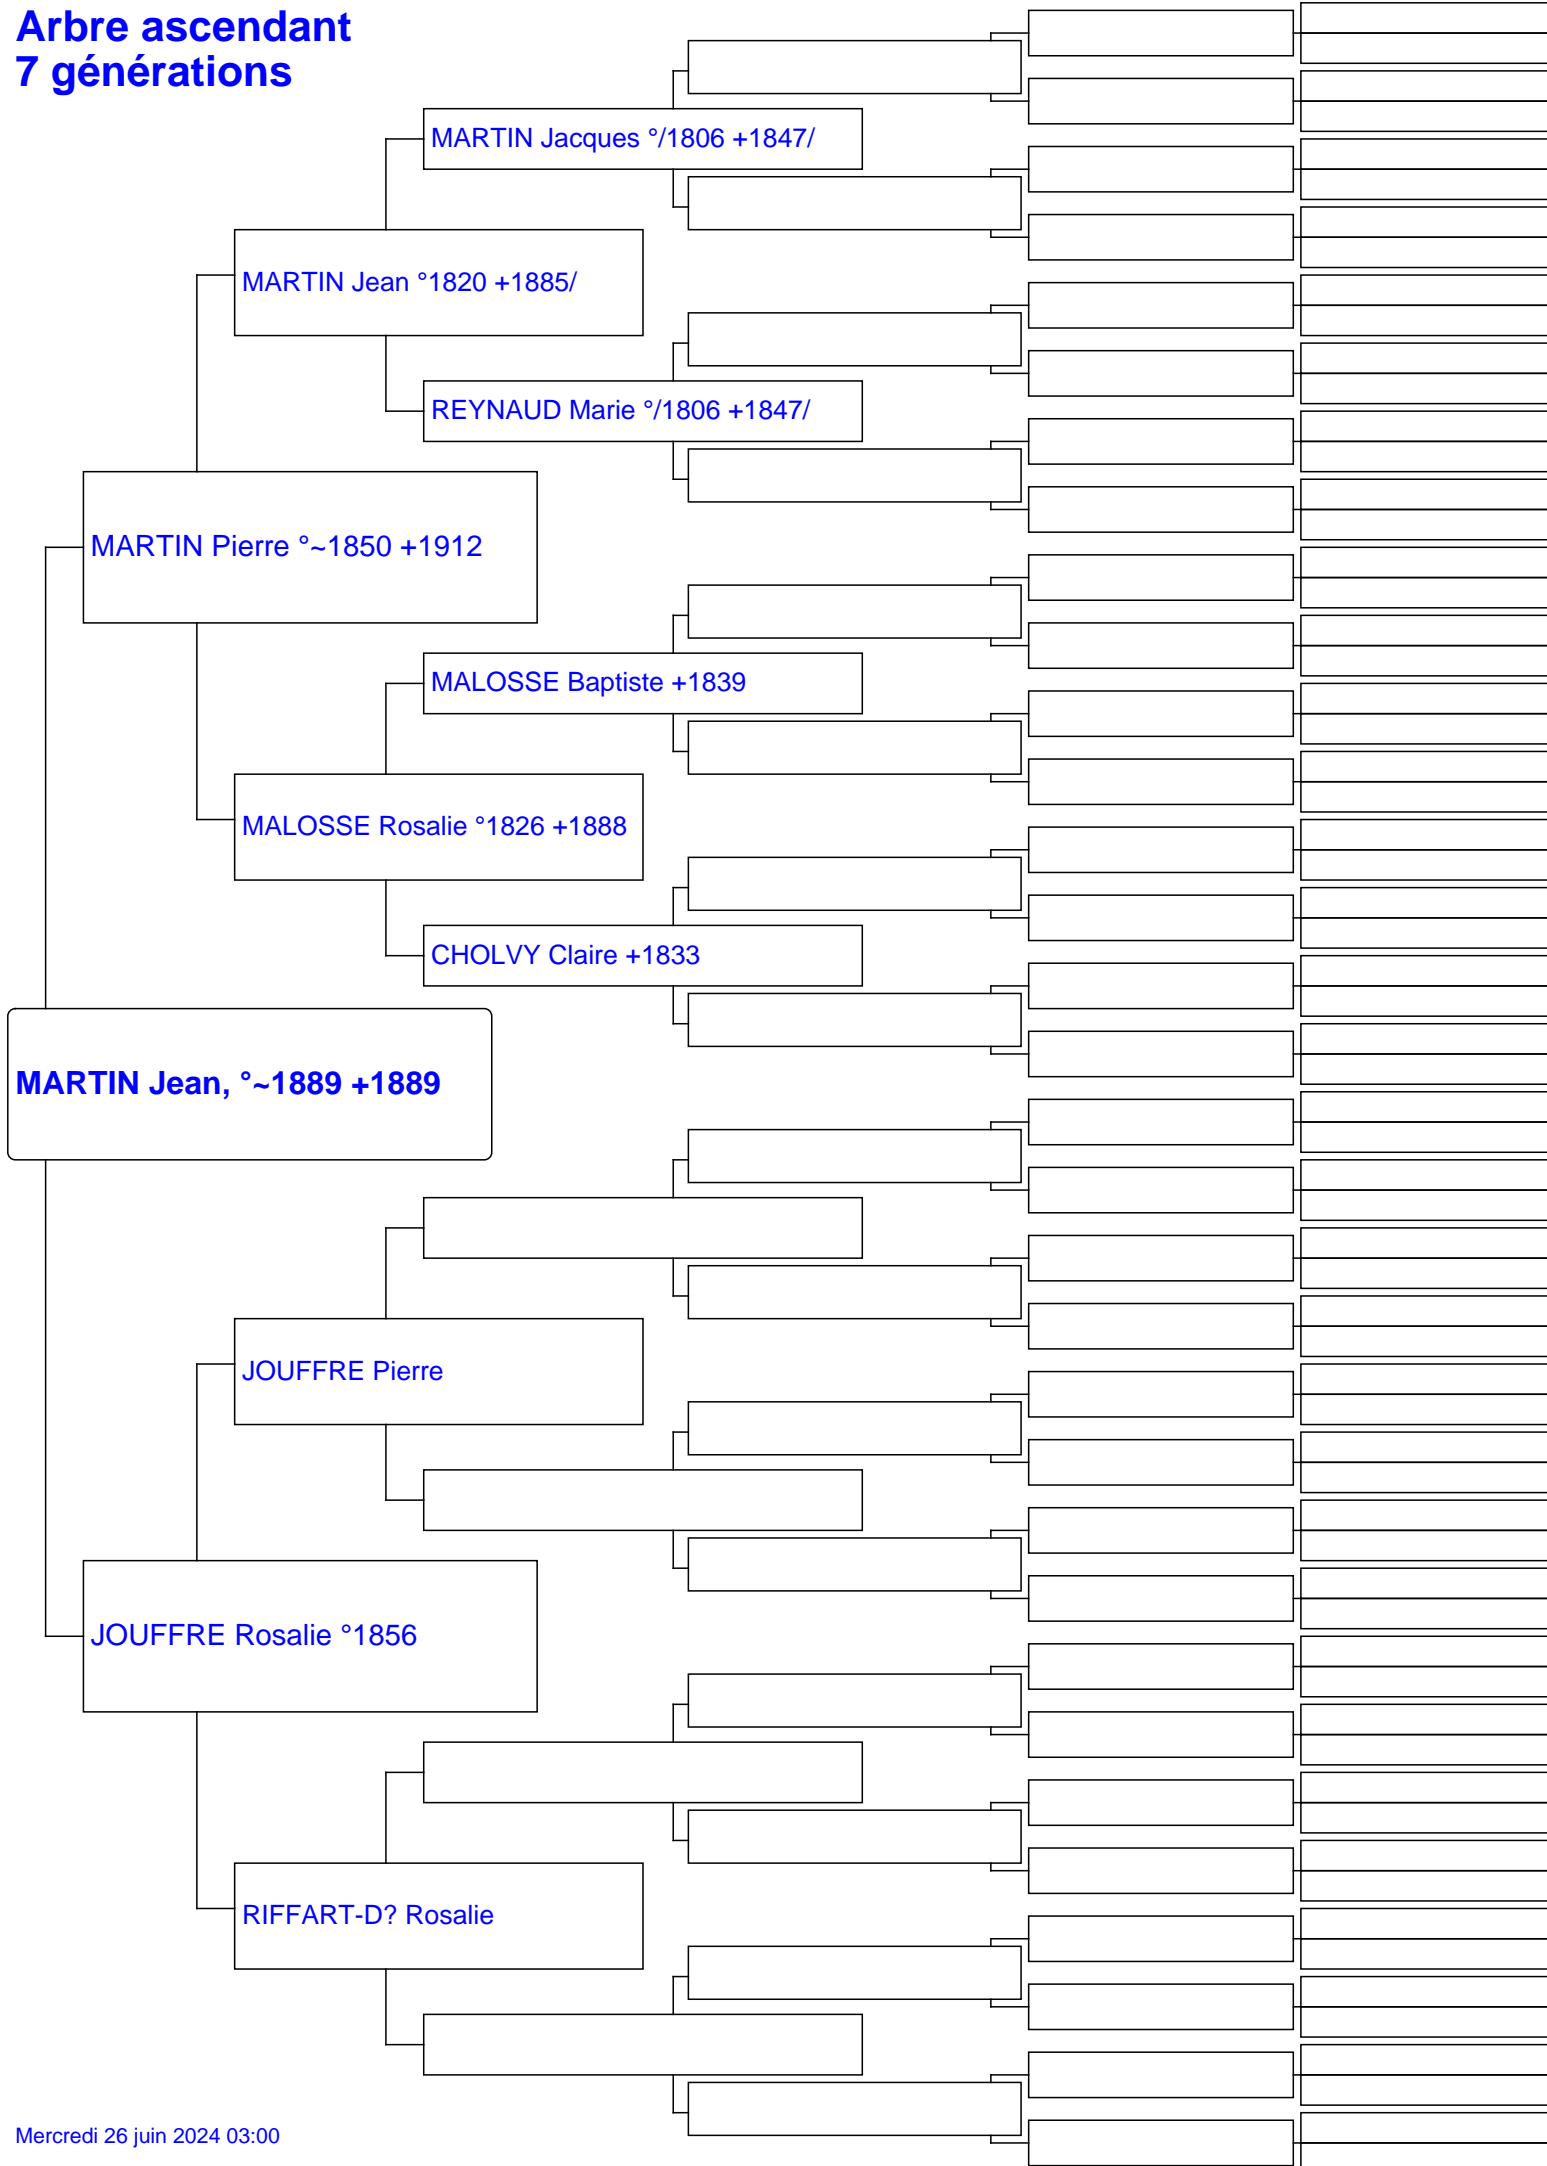 Arbre ascendant
7 générations
MARTIN Jacques °/1806 +1847/
MARTIN Jean °1820 +1885/
REYNAUD Marie °/1806 +1847/
MARTIN Pierre °~1850 +1912
MALOSSE Baptiste +1839
MALOSSE Rosalie °1826 +1888
CHOLVY Claire +1833
MARTIN Jean, °~1889 +1889
JOUFFRE Pierre
JOUFFRE Rosalie °1856
RIFFART-D? Rosalie
Mercredi 26 juin 2024 03:00